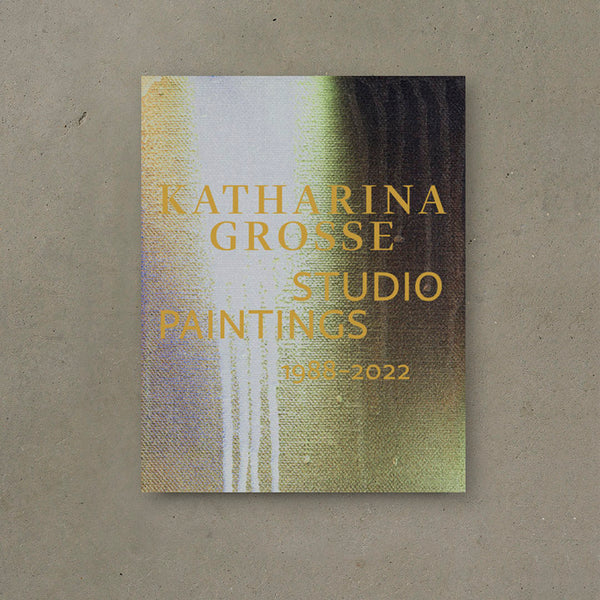 KATHARINA
GROSSE
STUDIO
PAINTINGS
1988–2022